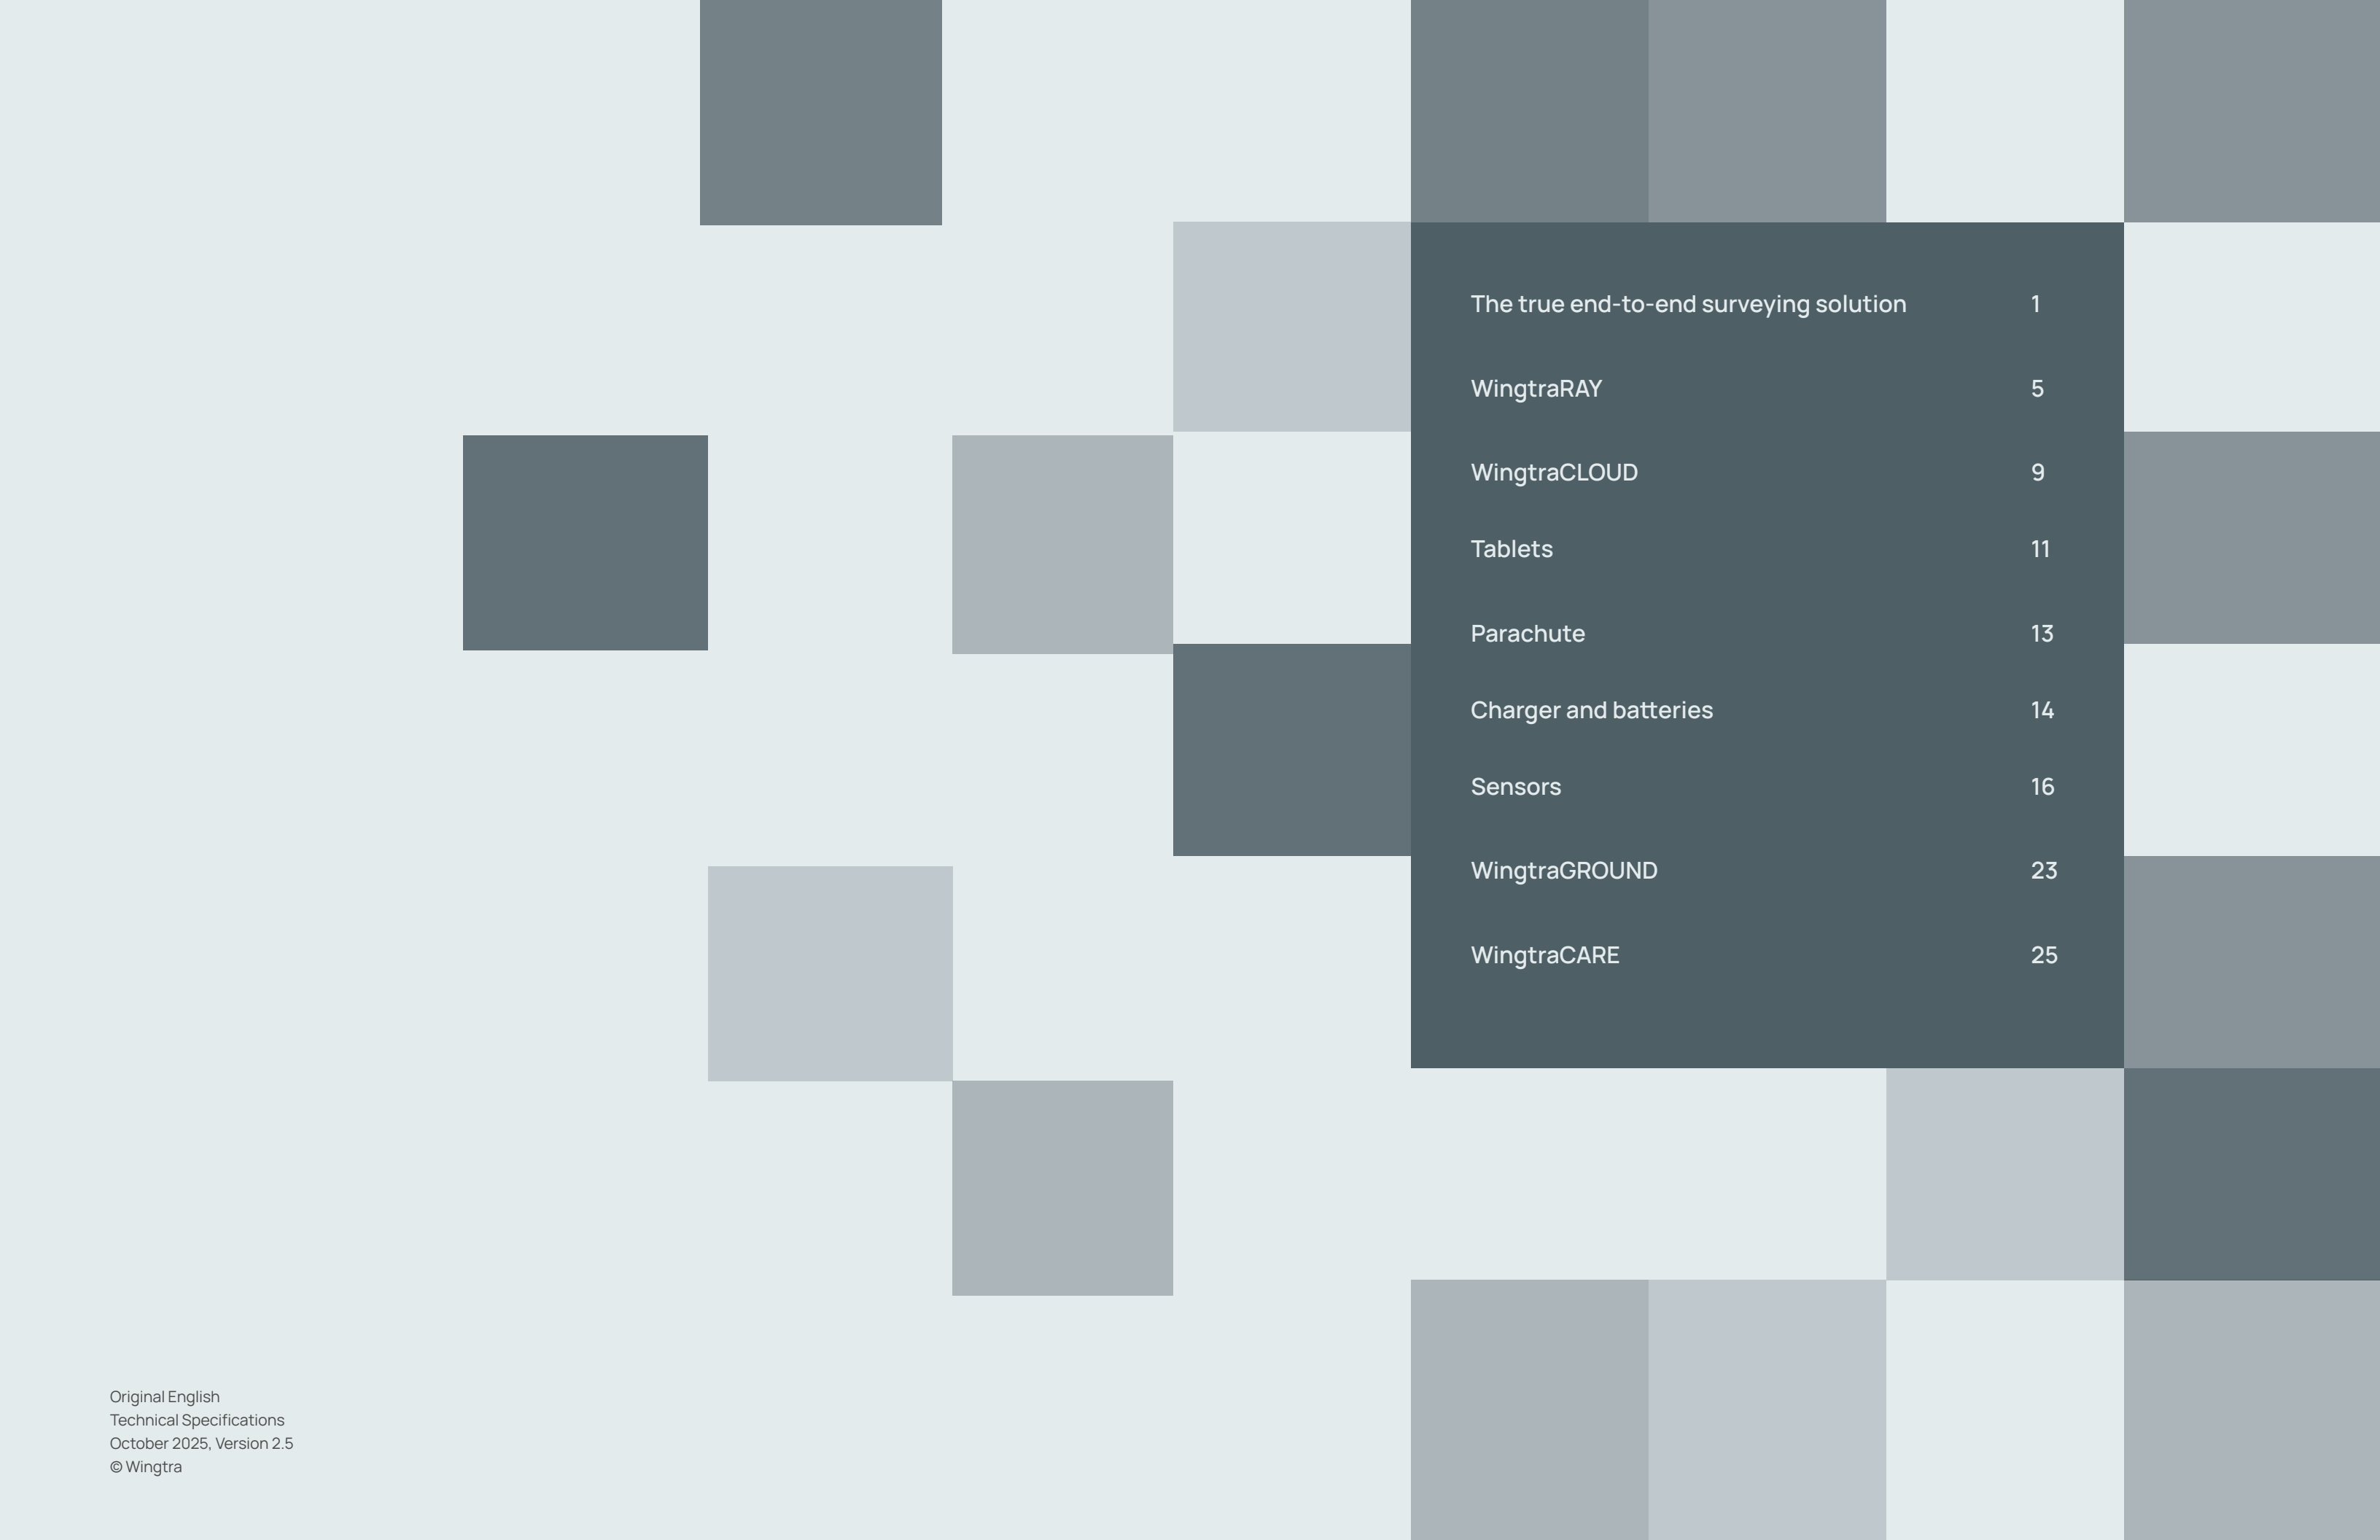 The true end-to-end surveying solution 1
WingtraRAY 5
WingtraCLOUD 9
Tablets 11
Parachute 13
Charger and batteries 14
Sensors 16
WingtraGROUND 23
WingtraCARE 25
Original English
Technical Specifications
October 2025, Version 2.5
© Wingtra